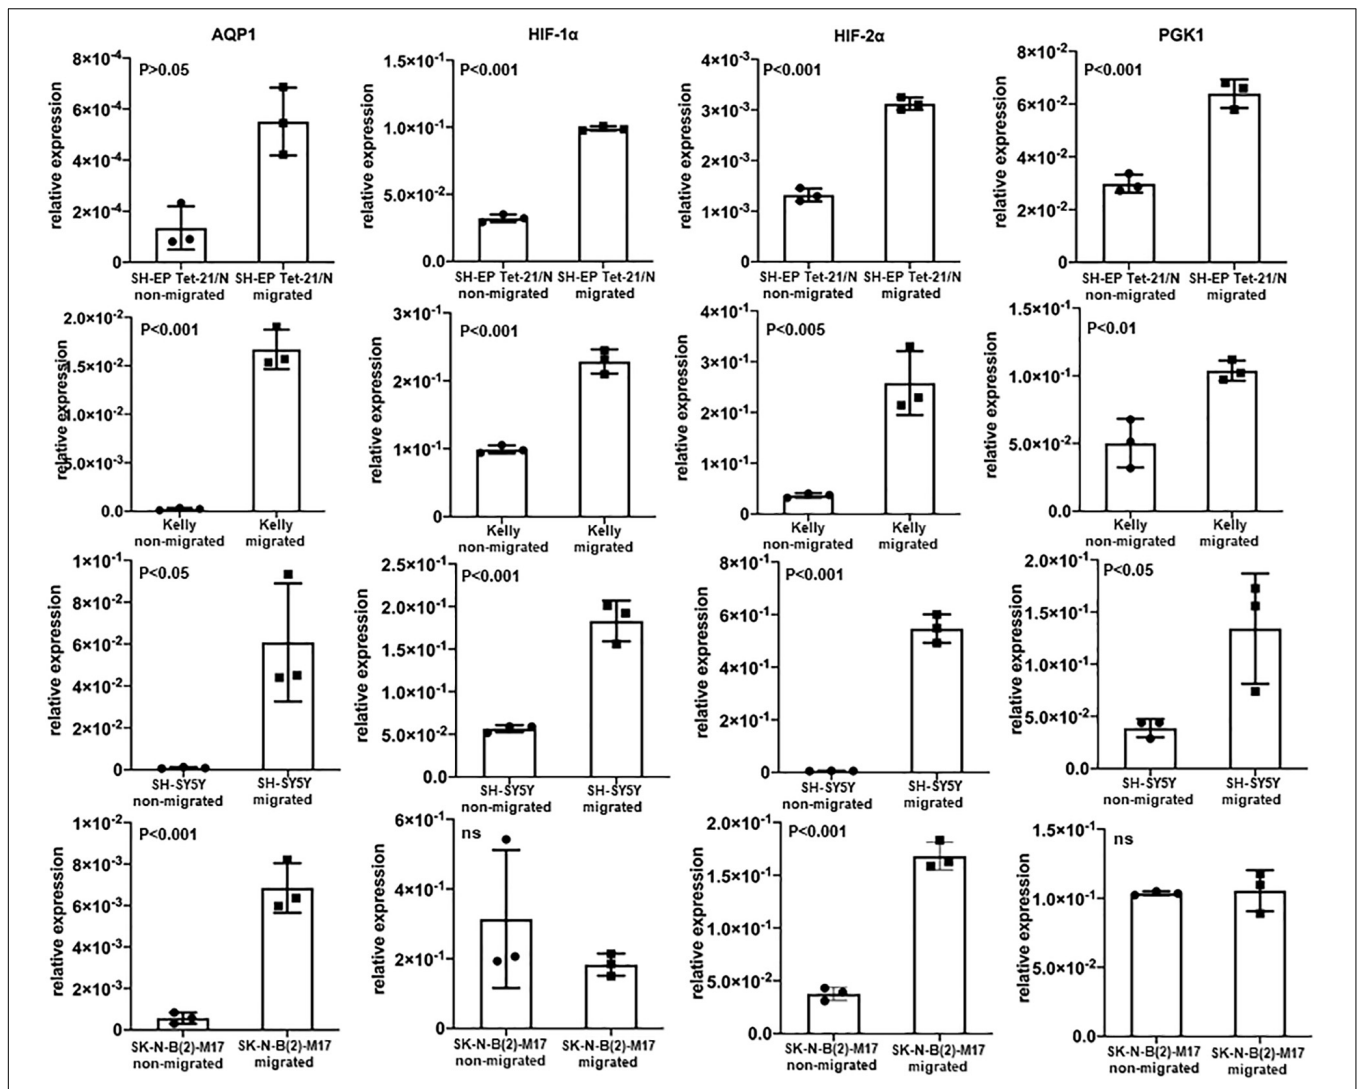 AQP1
HIF-1α
HIF-2α
PGK1
relative expression
8×10⁻⁴
6×10⁻⁴
4×10⁻⁴
2×10⁻⁴
0
P>0.05
SH-EP Tet-21/N SH-EP Tet-21/N
non-migrated migrated
relative expression
1.5×10⁻¹
1.0×10⁻¹
5.0×10⁻²
0.0
P<0.001
SH-EP Tet-21/N SH-EP Tet-21/N
non-migrated migrated
relative expression
4×10⁻³
3×10⁻³
2×10⁻³
1×10⁻³
0
P<0.001
SH-EP Tet-21/N SH-EP Tet-21/N
non-migrated migrated
relative expression
8×10⁻²
6×10⁻²
4×10⁻²
2×10⁻²
0
P<0.001
SH-EP Tet-21/N SH-EP Tet-21/N
non-migrated migrated
relative expression
2.0×10⁻²
1.5×10⁻²
1.0×10⁻²
5.0×10⁻³
0.0
P<0.001
Kelly Kelly
non-migrated migrated
relative expression
3×10⁻¹
2×10⁻¹
1×10⁻¹
0
P<0.001
Kelly Kelly
non-migrated migrated
relative expression
4×10⁻¹
3×10⁻¹
2×10⁻¹
1×10⁻¹
0
P<0.005
Kelly Kelly
non-migrated migrated
relative expression
1.5×10⁻¹
1.0×10⁻¹
5.0×10⁻²
0.0
P<0.01
Kelly Kelly
non-migrated migrated
relative expression
1×10⁻¹
8×10⁻²
6×10⁻²
4×10⁻²
2×10⁻²
0
P<0.05
SH-SY5Y SH-SY5Y
non-migrated migrated
relative expression
2.5×10⁻¹
2.0×10⁻¹
1.5×10⁻¹
1.0×10⁻¹
5.0×10⁻²
0.0
P<0.001
SH-SY5Y SH-SY5Y
non-migrated migrated
relative expression
8×10⁻¹
6×10⁻¹
4×10⁻¹
2×10⁻¹
0
P<0.001
SH-SY5Y SH-SY5Y
non-migrated migrated
relative expression
2.0×10⁻¹
1.5×10⁻¹
1.0×10⁻¹
5.0×10⁻²
0.0
P<0.05
SH-SY5Y SH-SY5Y
non-migrated migrated
relative expression
1×10⁻²
8×10⁻³
6×10⁻³
4×10⁻³
2×10⁻³
0
P<0.001
SK-N-B(2)-M17 SK-N-B(2)-M17
non-migrated migrated
relative expression
6×10⁻¹
4×10⁻¹
2×10⁻¹
0
ns
SK-N-B(2)-M17 SK-N-B(2)-M17
non-migrated migrated
relative expression
2.0×10⁻¹
1.5×10⁻¹
1.0×10⁻¹
5.0×10⁻²
0.0
P<0.001
SK-N-B(2)-M17 SK-N-B(2)-M17
non-migrated migrated
relative expression
1.5×10⁻¹
1.0×10⁻¹
5.0×10⁻²
0.0
ns
SK-N-B(2)-M17 SK-N-B(2)-M17
non-migrated migrated